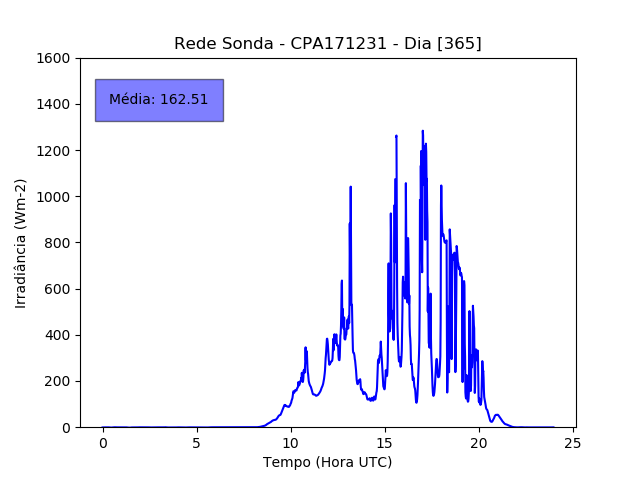 Rede Sonda - CPA171231 - Dia [365]
Média: 162.51
Irradiância (Wm-2)
1600
1400
1200
1000
800
600
400
200
0
0 5 10 15 20 25
Tempo (Hora UTC)